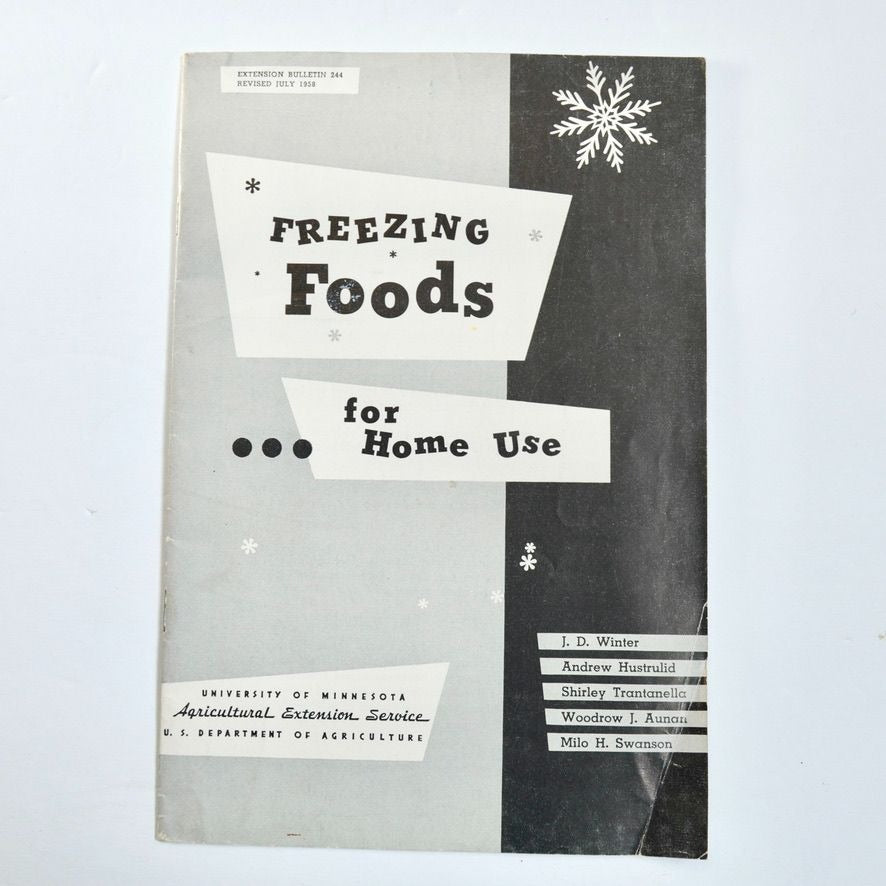 EXTENSION BULLETIN 244
REVISED JULY 1958
FREEZING
Foods
for
... Home Use
UNIVERSITY OF MINNESOTA
Agricultural Extension Service
U. S. DEPARTMENT OF AGRICULTURE
J. D. Winter
Andrew Hustrulid
Shirley Trantanella
Woodrow J. Aunan
Milo H. Swanson